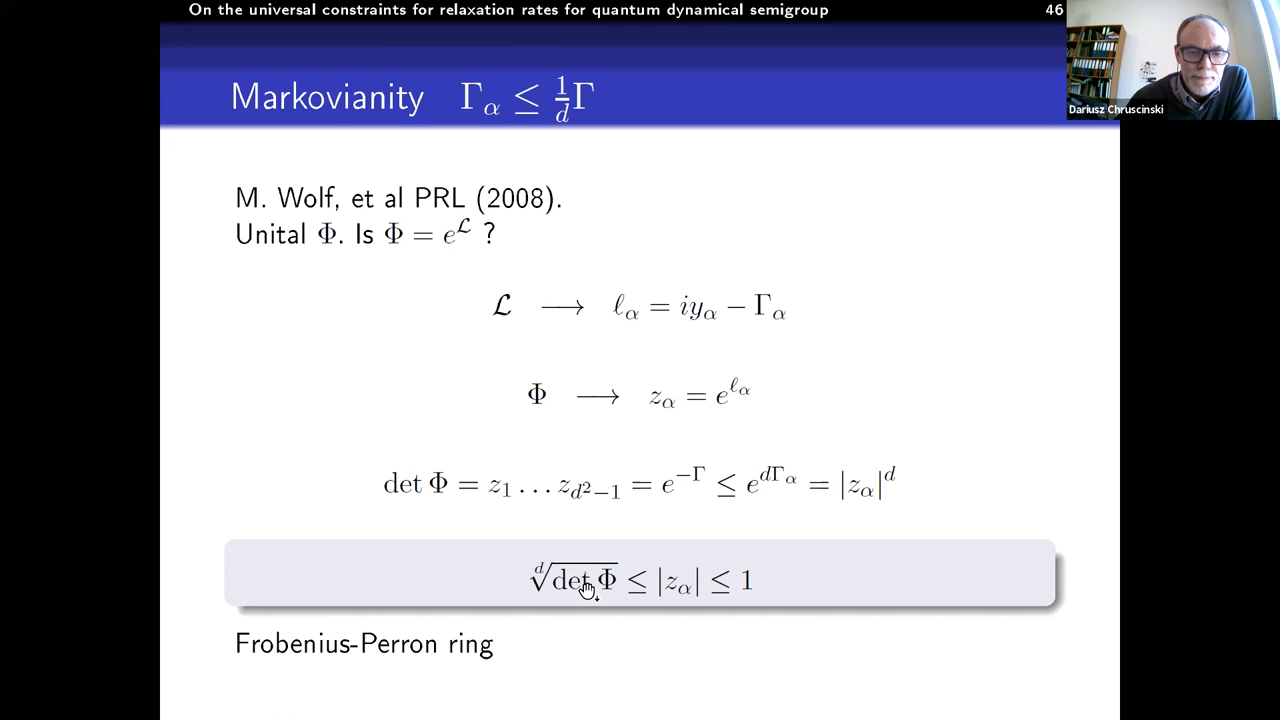 On the universal constraints for relaxation rates for quantum dynamical semigroup
46
Dariusz Chruscinski
Markovianity Γ_α ≤ 1/d Γ
M. Wolf, et al PRL (2008).
Unital Φ. Is Φ = e^ℒ ?
ℒ ⟶ ℓ_α = iy_α − Γ_α
Φ ⟶ z_α = e^{ℓ_α}
det Φ = z_1 … z_{d²−1} = e^{−Γ} ≤ e^{dΓ_α} = |z_α|^d
ᵈ√det Φ ≤ |z_α| ≤ 1
Frobenius-Perron ring